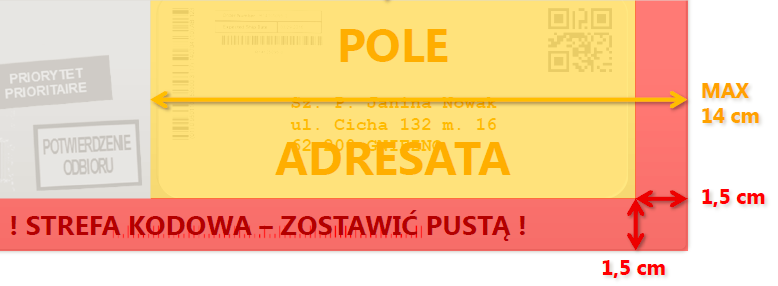 POLE
PRIORYTET
PRIORITAIRE
MAX
14 cm
Sz. P. Janina Nowak
ul. Cicha 132 m. 16
POTWIERDZENIE
ODBIORU
ADRESATA
1,5 cm
! STREFA KODOWA – ZOSTAWIĆ PUSTĄ !
1,5 cm